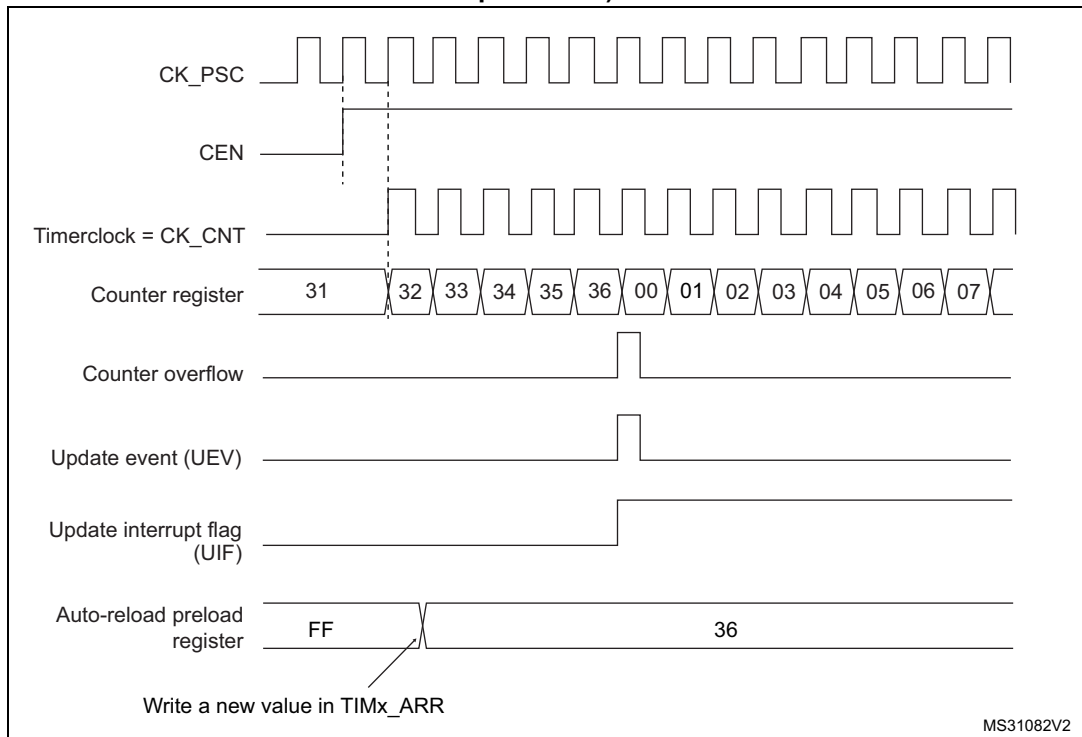 CK_PSC
CEN
Timerclock = CK_CNT
Counter register 31 32 33 34 35 36 00 01 02 03 04 05 06 07
Counter overflow
Update event (UEV)
Update interrupt flag
(UIF)
Auto-reload preload
register FF 36
Write a new value in TIMx_ARR
MS31082V2